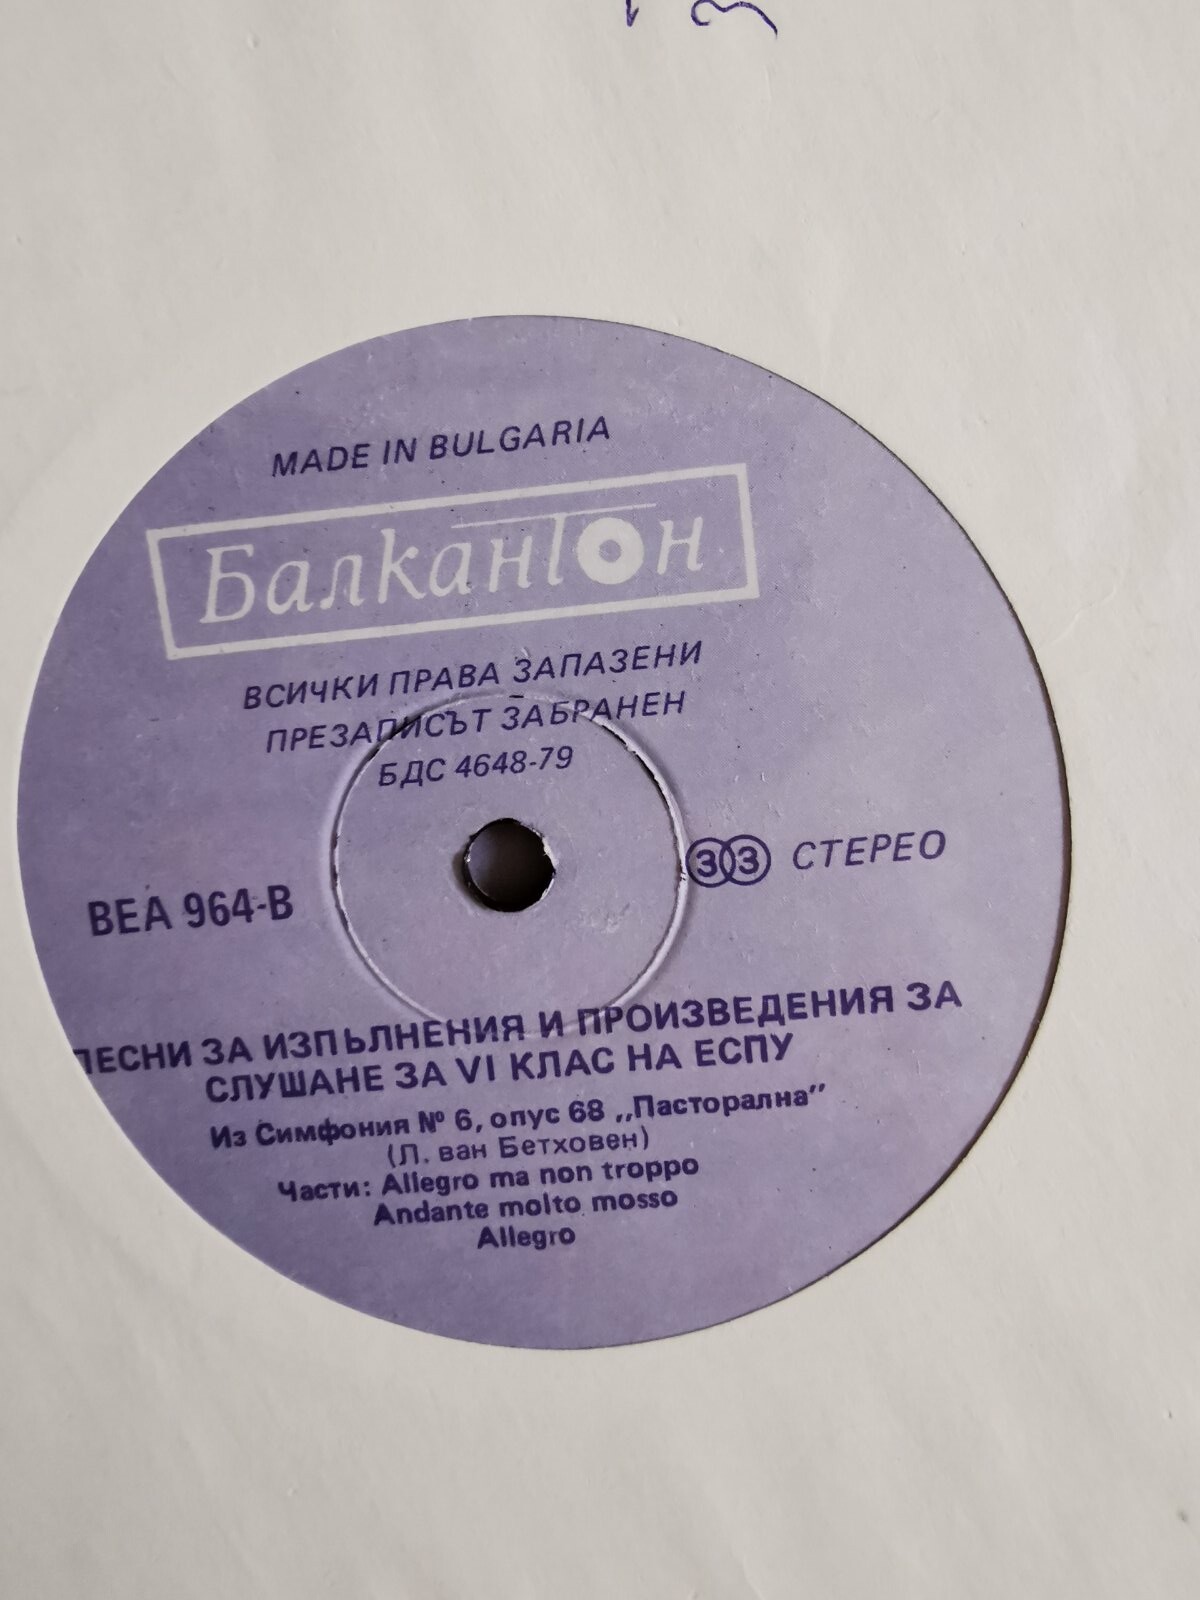 MADE IN BULGARIA
Балкантон
ВСИЧКИ ПРАВА ЗАПАЗЕНИ
ПРЕЗАПИСЪТ ЗАБРАНЕН
БДС 4648-79
33 СТЕРЕО
ВЕА 964-В
ПЕСНИ ЗА ИЗПЪЛНЕНИЯ И ПРОИЗВЕДЕНИЯ ЗА
СЛУШАНЕ ЗА VI КЛАС НА ЕСПУ
Из Симфония № 6, опус 68 „Пасторална”
(Л. ван Бетховен)
Части: Allegro ma non troppo
Andante molto mosso
Allegro